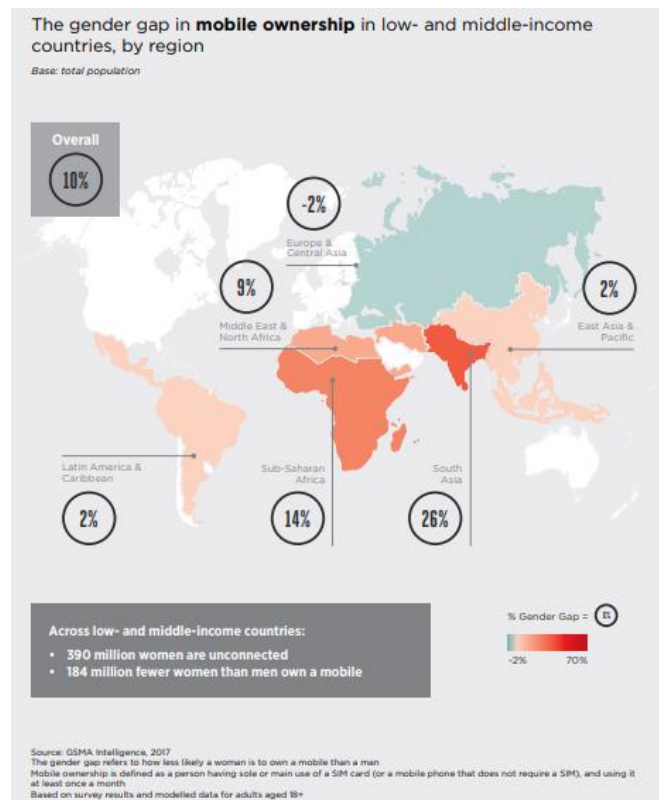 The gender gap in mobile ownership in low- and middle-income
countries, by region
Base: total population
Overall
10%
-2%
Europe &
Central Asia
9%
Middle East &
North Africa
2%
East Asia &
Pacific
Latin America &
Caribbean
2%
Sub-Saharan
Africa
14%
South
Asia
26%
Across low- and middle-income countries:
• 390 million women are unconnected
• 184 million fewer women than men own a mobile
% Gender Gap =
-2% 70%
Source: GSMA Intelligence, 2017
The gender gap refers to how less likely a woman is to own a mobile than a man
Mobile ownership is defined as a person having sole or main use of a SIM card (or a mobile phone that does not require a SIM), and using it
at least once a month
Based on survey results and modelled data for adults aged 18+